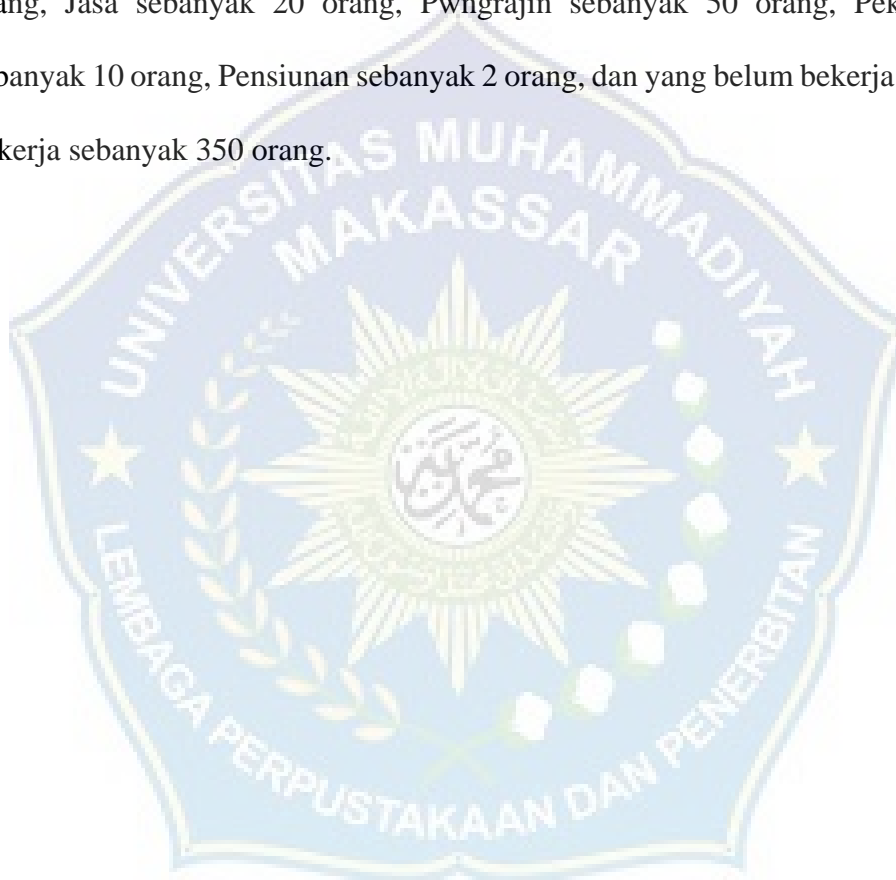 ang, Jasa sebanyak 20 orang, Pwngrajin sebanyak 50 orang, Pek
banyak 10 orang, Pensiunan sebanyak 2 orang, dan yang belum bekerja
kerja sebanyak 350 orang.
UNIVERSITAS MUHAMMADIYAH
MAKASSAR
LEMBAGA PERPUSTAKAAN DAN PENERBITAN